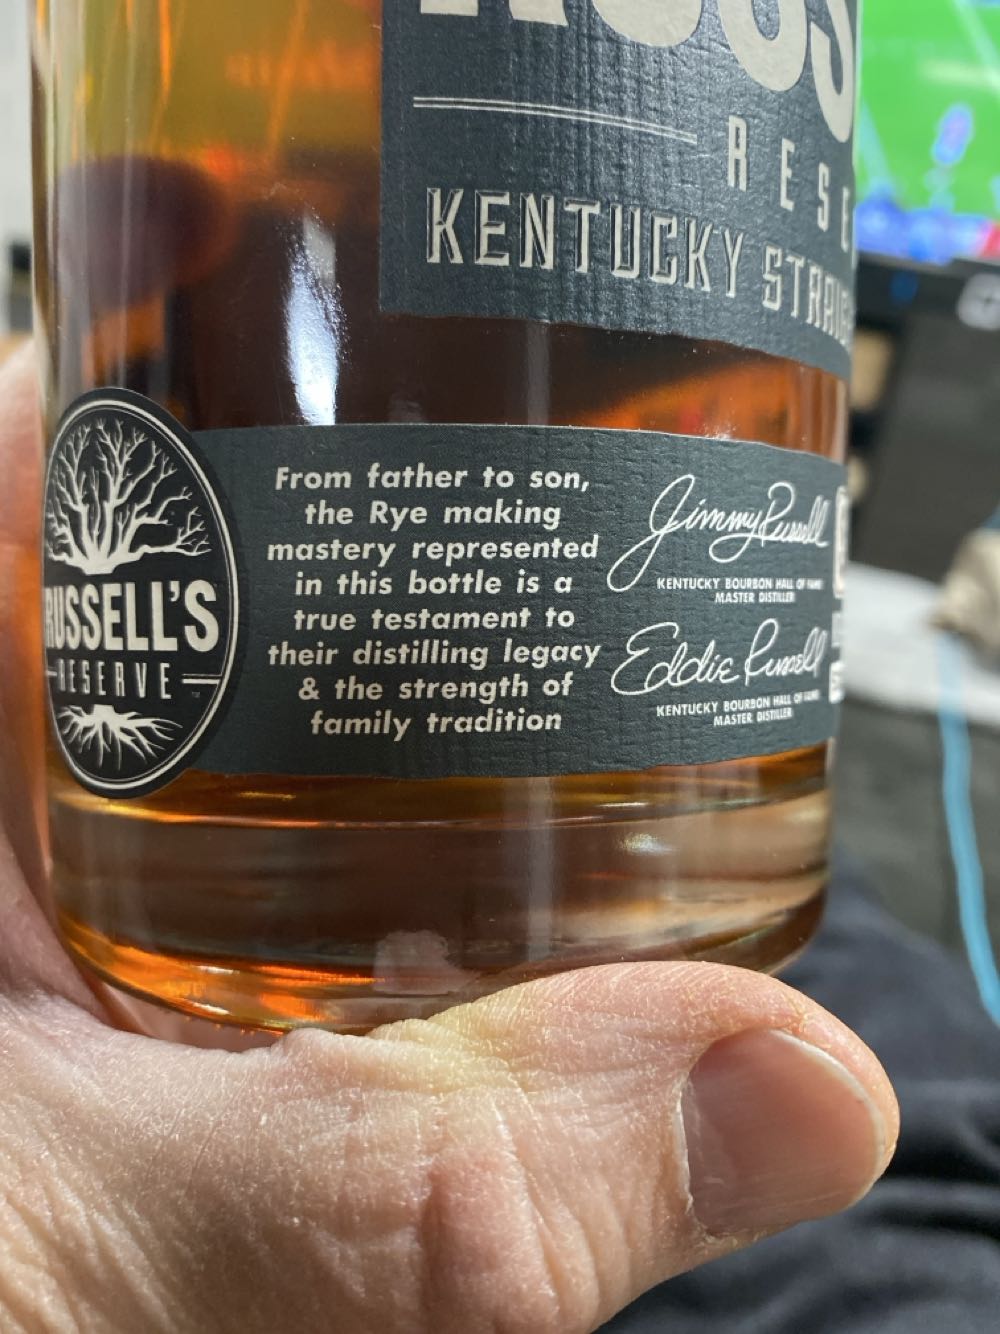 RESE
KENTUCKY STRAIG
RUSSELL'S
RESERVE
From father to son,
the Rye making
mastery represented
in this bottle is a
true testament to
their distilling legacy
& the strength of
family tradition
Jimmy Russell
KENTUCKY BOURBON HALL OF FAME
MASTER DISTILLER
Eddie Russell
KENTUCKY BOURBON HALL OF FAME
MASTER DISTILLER